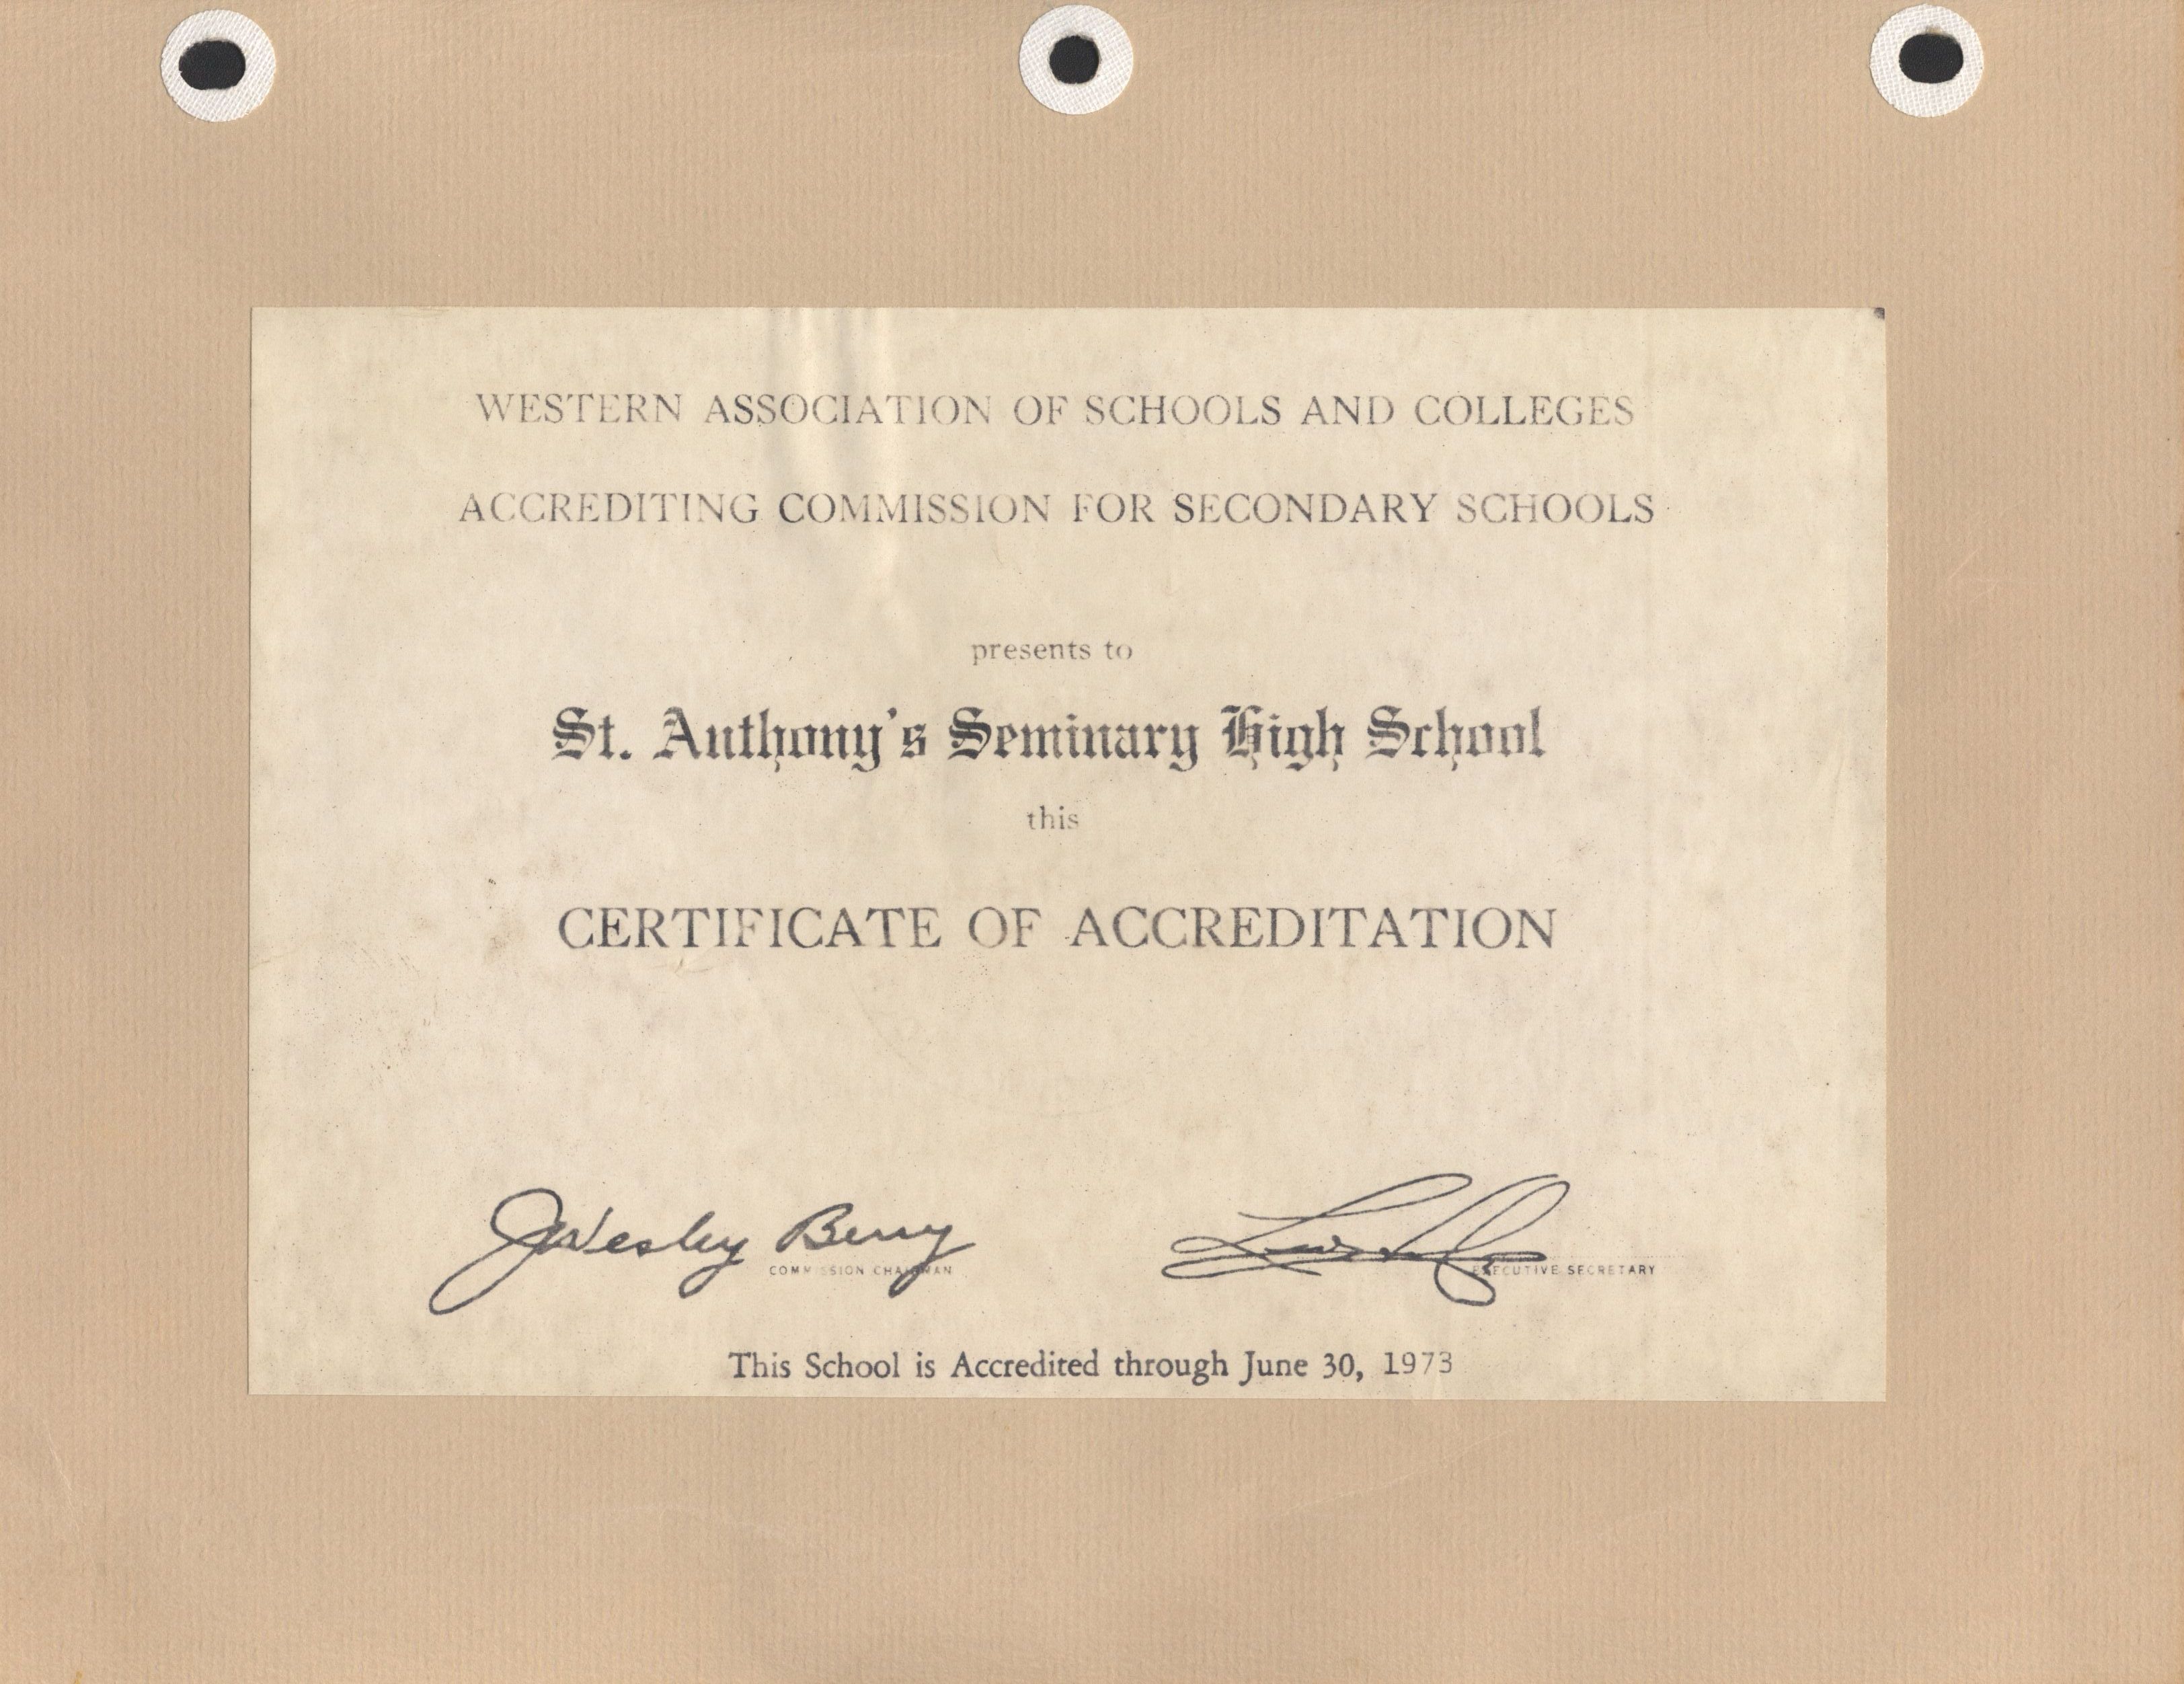 WESTERN ASSOCIATION OF SCHOOLS AND COLLEGES
ACCREDITING COMMISSION FOR SECONDARY SCHOOLS
presents to
St. Anthony's Seminary High School
this
CERTIFICATE OF ACCREDITATION
J Wesley Berry
COMMISSION CHAIRMAN
EXECUTIVE SECRETARY
This School is Accredited through June 30, 1973